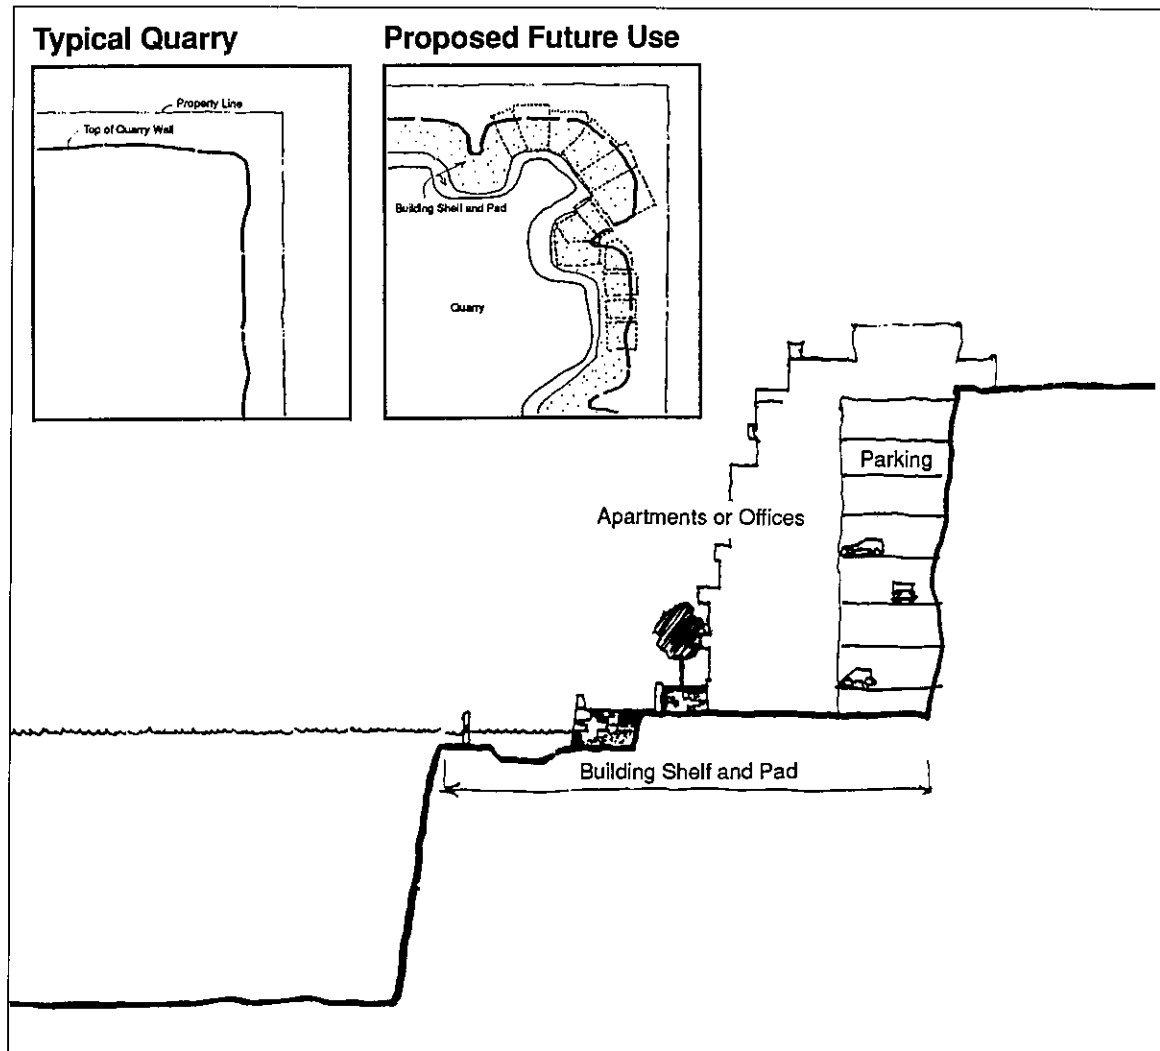 Typical Quarry
Proposed Future Use
Property Line
Top of Quarry Wall
Building Shelf and Pad
Quarry
Parking
Apartments or Offices
Building Shelf and Pad